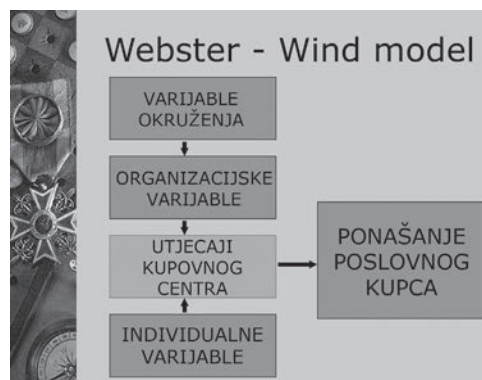 Webster - Wind model
VARIJABLE
OKRUŽENJA
ORGANIZACIJSKE
VARIJABLE
UTJECAJI
KUPOVNOG
CENTRA
INDIVIDUALNE
VARIJABLE
PONAŠANJE
POSLOVNOG
KUPCA